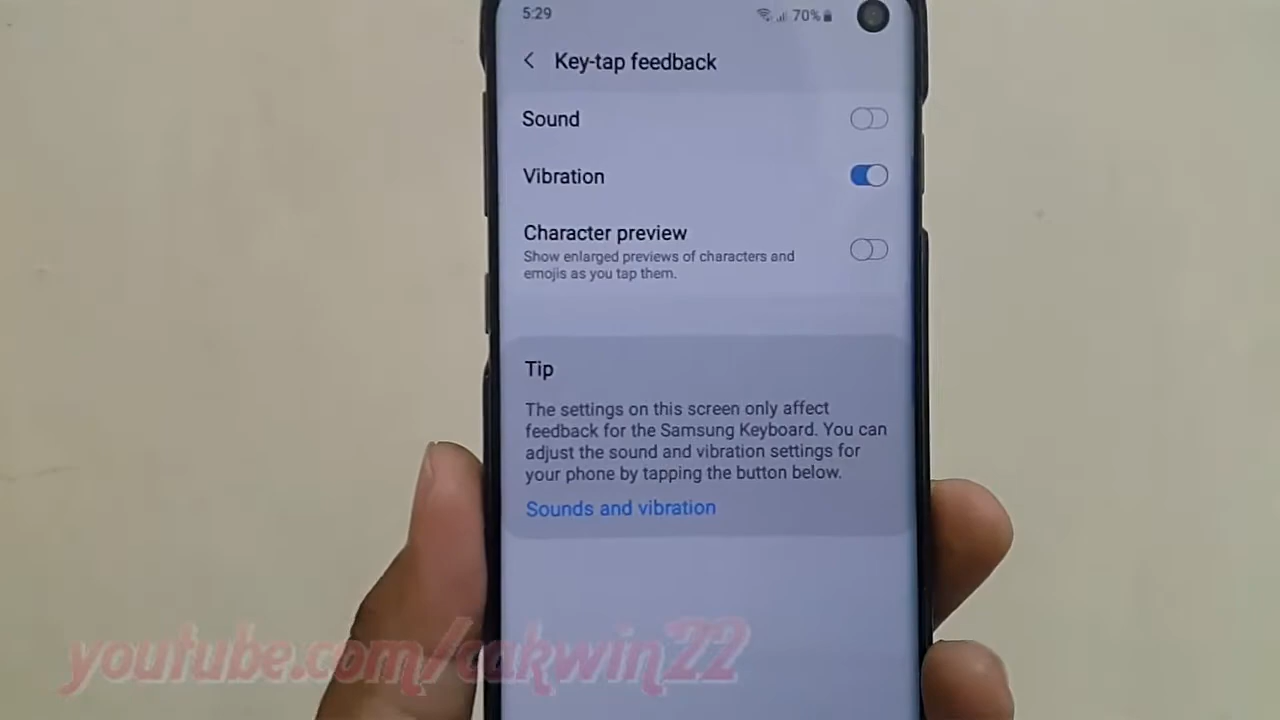 5:29
70%
Key-tap feedback
Sound
Vibration
Character preview
Show enlarged previews of characters and
emojis as you tap them.
Tip
The settings on this screen only affect
feedback for the Samsung Keyboard. You can
adjust the sound and vibration settings for
your phone by tapping the button below.
Sounds and vibration
youtube.com/cakwin22